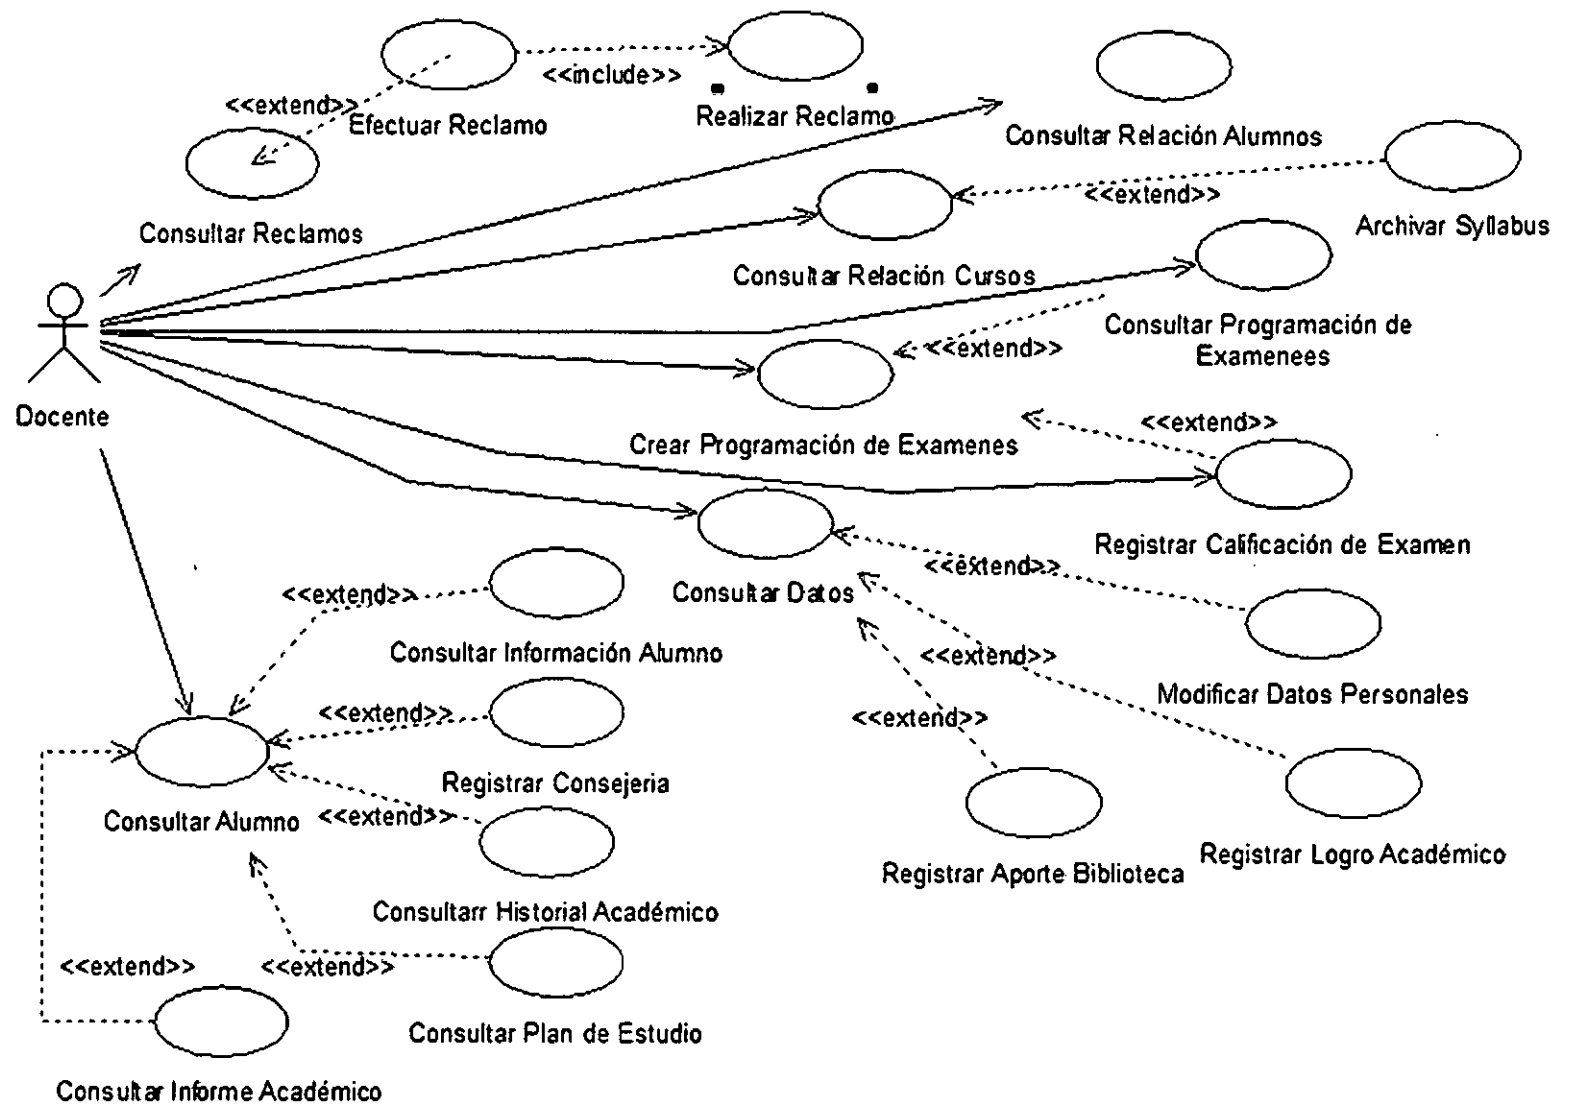 <<include>>
<<extend>>
Efectuar Reclamo
Realizar Reclamo
Consultar Relación Alumnos
<<extend>>
Archivar Syllabus
Consultar Reclamos
Consultar Relación Cursos
Consultar Programación de
Examenees
<<extend>>
Docente
<<extend>>
Crear Programación de Examenes
Registrar Calificación de Examen
<<extend>>
Consultar Datos
<<extend>>
Consultar Información Alumno
<<extend>>
Modificar Datos Personales
<<extend>>
<<extend>>
Registrar Consejeria
Consultar Alumno
<<extend>>
Registrar Aporte Biblioteca
Registrar Logro Académico
Consultarr Historial Académico
<<extend>>
<<extend>>
Consultar Plan de Estudio
Consultar Informe Académico